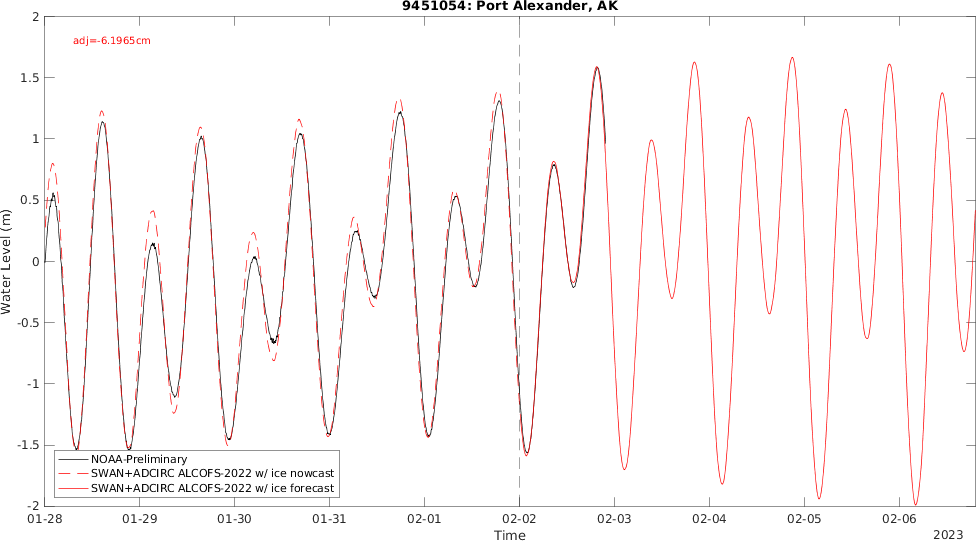 9451054: Port Alexander, AK
adj=-6.1965cm
2
1.5
1
0.5
0
-0.5
-1
-1.5
-2
Water Level (m)
NOAA-Preliminary
SWAN+ADCIRC ALCOFS-2022 w/ ice nowcast
SWAN+ADCIRC ALCOFS-2022 w/ ice forecast
01-28 01-29 01-30 01-31 02-01 02-02 02-03 02-04 02-05 02-06
Time
2023